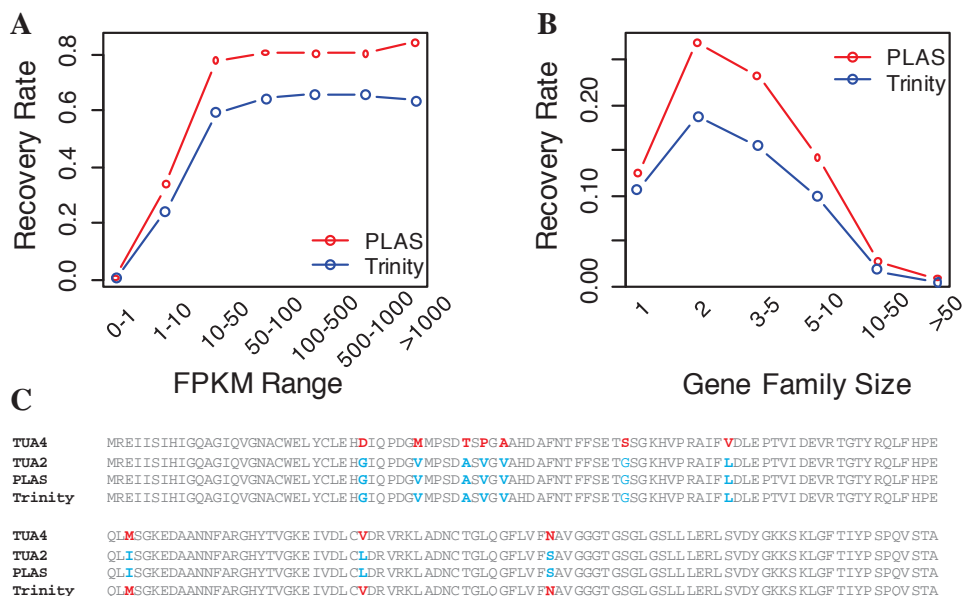 A
Recovery Rate
0.8
0.6
0.4
0.2
0.0
PLAS
Trinity
0-1
1-10
10-50
50-100
100-500
500-1000
>1000
FPKM Range
B
Recovery Rate
0.20
0.10
0.00
PLAS
Trinity
1
2
3-5
5-10
10-50
>50
Gene Family Size
C
TUA4 MREIISIHIGQAGIQVGNACWELYCLEHDIQPDGMMPSDTSPGAAHDAFNTFFSETSSGKHVPRAIFVDLEPTVIDEVRTGTYRQLFHPE
TUA2 MREIISIHIGQAGIQVGNACWELYCLEHGIQPDGVMPSDASVGVAHDAFNTFFSETGSGKHVPRAIFLDLEPTVIDEVRTGTYRQLFHPE
PLAS MREIISIHIGQAGIQVGNACWELYCLEHGIQPDGVMPSDASVGVAHDAFNTFFSETGSGKHVPRAIFLDLEPTVIDEVRTGTYRQLFHPE
Trinity MREIISIHIGQAGIQVGNACWELYCLEHGIQPDGVMPSDASVGVAHDAFNTFFSETGSGKHVPRAIFLDLEPTVIDEVRTGTYRQLFHPE
TUA4 QLMSGKEDAANNFARGHYTVGKEIVDLCVDRVRKLADNCTGLQGFLVFNAVGGGTGSGLGSLLLERLSVDYGKKSKLGFTIYPSPQVSTA
TUA2 QLISGKEDAANNFARGHYTVGKEIVDLCLDRVRKLADNCTGLQGFLVFSAVGGGTGSGLGSLLLERLSVDYGKKSKLGFTIYPSPQVSTA
PLAS QLISGKEDAANNFARGHYTVGKEIVDLCLDRVRKLADNCTGLQGFLVFSAVGGGTGSGLGSLLLERLSVDYGKKSKLGFTIYPSPQVSTA
Trinity QLMSGKEDAANNFARGHYTVGKEIVDLCVDRVRKLADNCTGLQGFLVFNAVGGGTGSGLGSLLLERLSVDYGKKSKLGFTIYPSPQVSTA